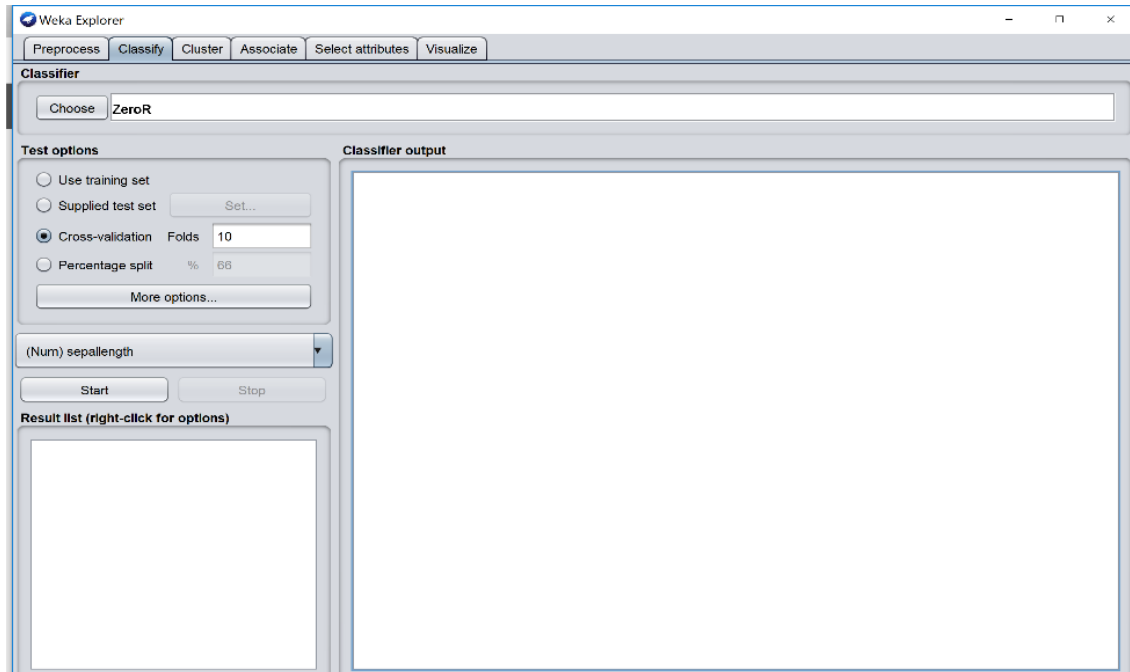 Weka Explorer
Preprocess Classify Cluster Associate Select attributes Visualize
Classifier
Choose ZeroR
Test options
Use training set
Supplied test set Set...
Cross-validation Folds 10
Percentage split % 66
More options...
(Num) sepallength
Start Stop
Result list (right-click for options)
Classifier output